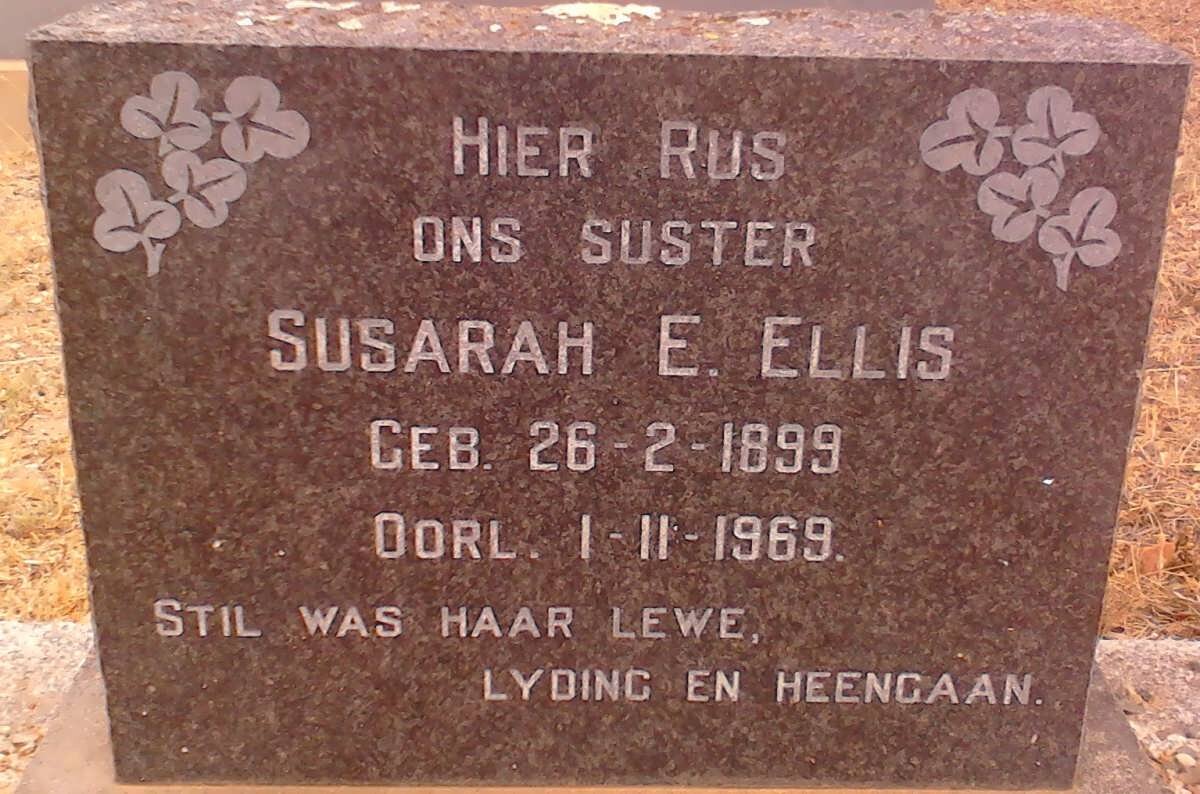 HIER RUS
ONS SUSTER
SUSARAH E. ELLIS
GEB. 26-2-1899
OORL. 1-11-1969.
STIL WAS HAAR LEWE,
LYDING EN HEENGAAN.